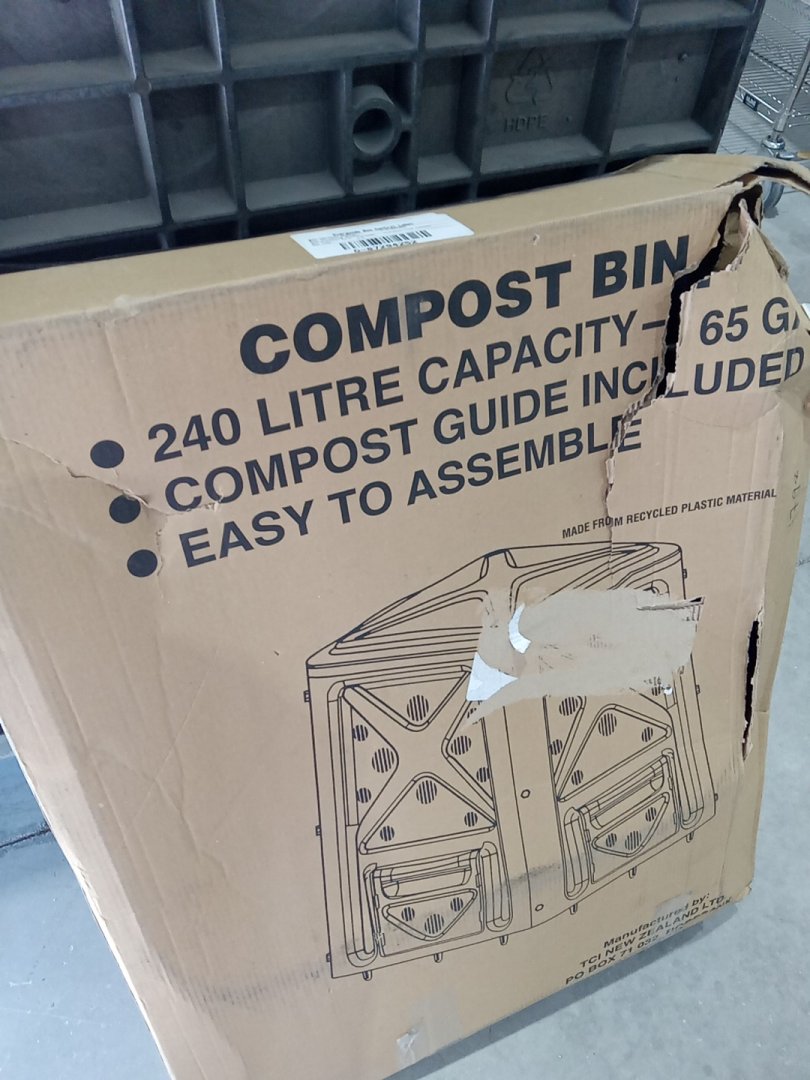 HDPE
COMPOST BIN.
240 LITRE CAPACITY — 65 GA
COMPOST GUIDE INCLUDED
EASY TO ASSEMBLE
MADE FROM RECYCLED PLASTIC MATERIAL
Manufactured by:
TCI NEW ZEALAND LTD
PO BOX 71 032,